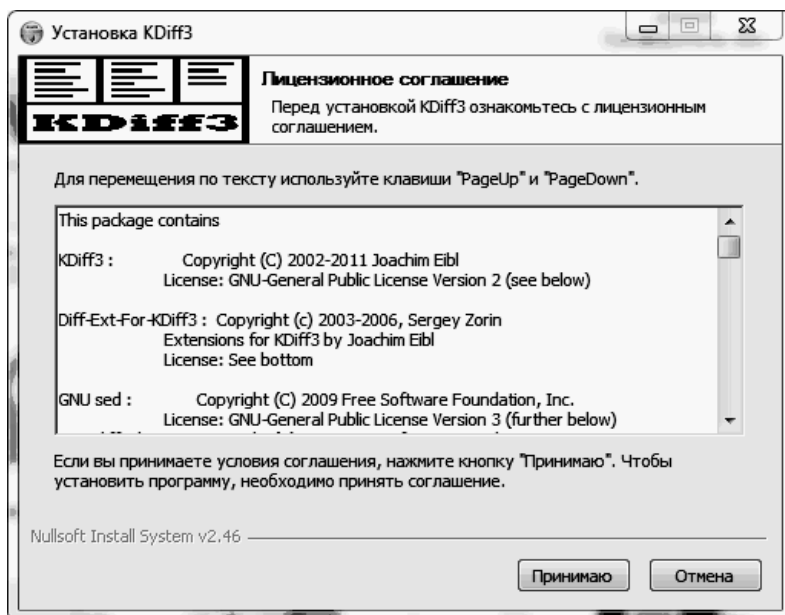 Установка KDiff3
KDiff3
Лицензионное соглашение
Перед установкой KDiff3 ознакомьтесь с лицензионным
соглашением.
Для перемещения по тексту используйте клавиши "PageUp" и "PageDown".
This package contains
KDiff3 : Copyright (C) 2002-2011 Joachim Eibl
License: GNU-General Public License Version 2 (see below)
Diff-Ext-For-KDiff3 : Copyright (c) 2003-2006, Sergey Zorin
Extensions for KDiff3 by Joachim Eibl
License: See bottom
GNU sed : Copyright (C) 2009 Free Software Foundation, Inc.
License: GNU-General Public License Version 3 (further below)
Если вы принимаете условия соглашения, нажмите кнопку "Принимаю". Чтобы
установить программу, необходимо принять соглашение.
Nullsoft Install System v2.46
Принимаю
Отмена